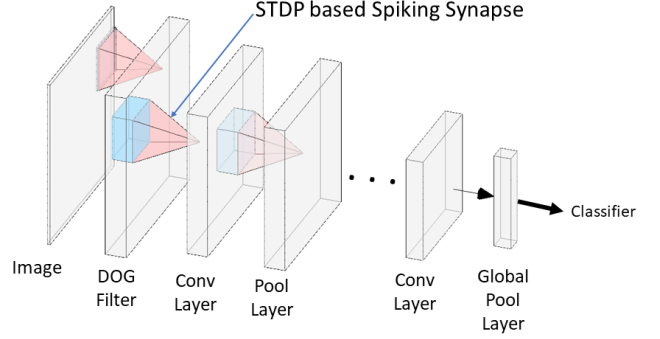 STDP based Spiking Synapse
Classifier
Image
DOG
Filter
Conv
Layer
Pool
Layer
Conv
Layer
Global
Pool
Layer